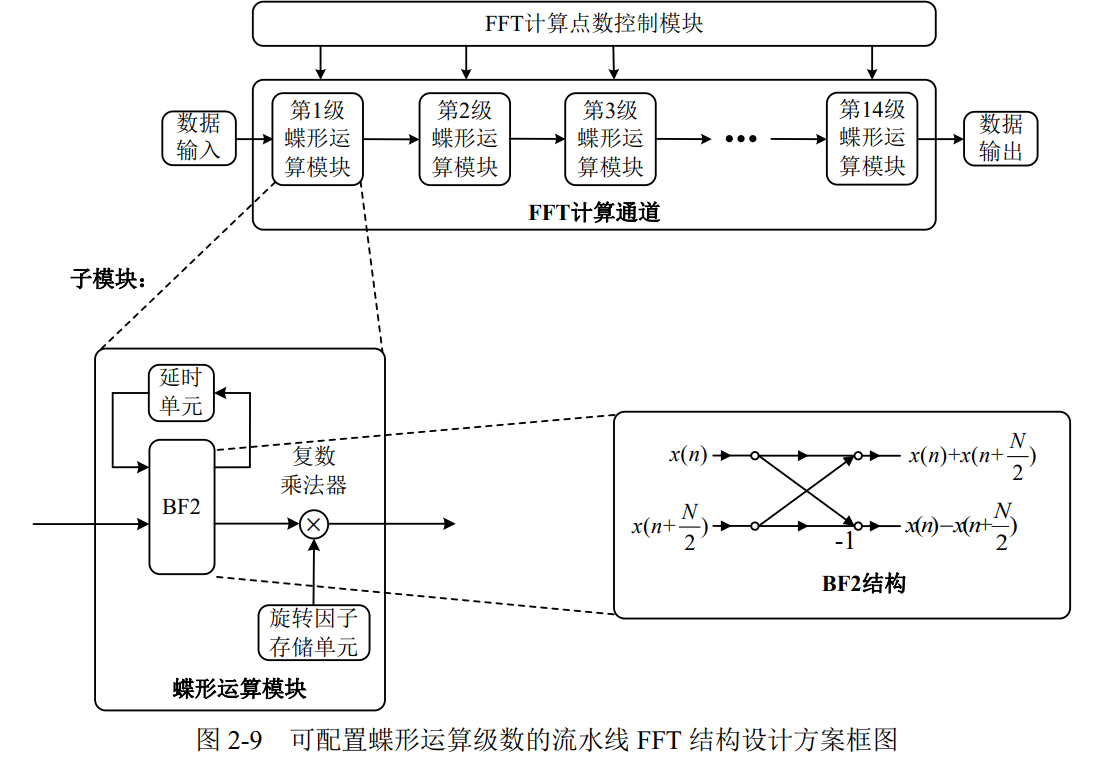 FFT计算点数控制模块
数据
输入
第1级
蝶形运
算模块
第2级
蝶形运
算模块
第3级
蝶形运
算模块
•••
第14级
蝶形运
算模块
数据
输出
FFT计算通道
子模块：
延时
单元
BF2
复数
乘法器
×
旋转因子
存储单元
蝶形运算模块
x(n)
x(n)+x(n+N/2)
x(n+N/2)
-1
x(n)−x(n+N/2)
BF2结构
图 2-9 可配置蝶形运算级数的流水线 FFT 结构设计方案框图